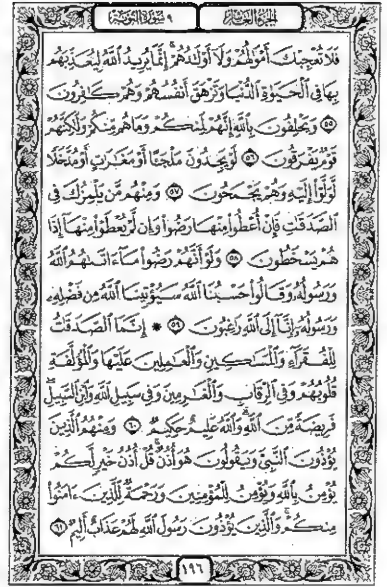 الجزء العاشر ٩ سورة التوبة
فَلَا تُعْجِبْكَ أَمْوَٰلُهُمْ وَلَآ أَوْلَٰدُهُمْ ۚ إِنَّمَا يُرِيدُ ٱللَّهُ لِيُعَذِّبَهُم
بِهَا فِى ٱلْحَيَوٰةِ ٱلدُّنْيَا وَتَزْهَقَ أَنفُسُهُمْ وَهُمْ كَٰفِرُونَ
٥٥ وَيَحْلِفُونَ بِٱللَّهِ إِنَّهُمْ لَمِنكُمْ وَمَا هُم مِّنكُمْ وَلَٰكِنَّهُمْ
قَوْمٌ يَفْرَقُونَ ٥٦ لَوْ يَجِدُونَ مَلْجَـًٔا أَوْ مَغَٰرَٰتٍ أَوْ مُدَّخَلًا
لَّوَلَّوْا۟ إِلَيْهِ وَهُمْ يَجْمَحُونَ ٥٧ وَمِنْهُم مَّن يَلْمِزُكَ فِى
ٱلصَّدَقَٰتِ فَإِنْ أُعْطُوا۟ مِنْهَا رَضُوا۟ وَإِن لَّمْ يُعْطَوْا۟ مِنْهَآ إِذَا
هُمْ يَسْخَطُونَ ٥٨ وَلَوْ أَنَّهُمْ رَضُوا۟ مَآ ءَاتَىٰهُمُ ٱللَّهُ
وَرَسُولُهُۥ وَقَالُوا۟ حَسْبُنَا ٱللَّهُ سَيُؤْتِينَا ٱللَّهُ مِن فَضْلِهِۦ
وَرَسُولُهُۥٓ إِنَّآ إِلَى ٱللَّهِ رَٰغِبُونَ ٥٩ ۞ إِنَّمَا ٱلصَّدَقَٰتُ
لِلْفُقَرَآءِ وَٱلْمَسَٰكِينِ وَٱلْعَٰمِلِينَ عَلَيْهَا وَٱلْمُؤَلَّفَةِ
قُلُوبُهُمْ وَفِى ٱلرِّقَابِ وَٱلْغَٰرِمِينَ وَفِى سَبِيلِ ٱللَّهِ وَٱبْنِ ٱلسَّبِيلِ ۖ
فَرِيضَةً مِّنَ ٱللَّهِ ۗ وَٱللَّهُ عَلِيمٌ حَكِيمٌ ٦٠ وَمِنْهُمُ ٱلَّذِينَ
يُؤْذُونَ ٱلنَّبِىَّ وَيَقُولُونَ هُوَ أُذُنٌ ۚ قُلْ أُذُنُ خَيْرٍ لَّكُمْ
يُؤْمِنُ بِٱللَّهِ وَيُؤْمِنُ لِلْمُؤْمِنِينَ وَرَحْمَةٌ لِّلَّذِينَ ءَامَنُوا۟
مِنكُمْ ۚ وَٱلَّذِينَ يُؤْذُونَ رَسُولَ ٱللَّهِ لَهُمْ عَذَابٌ أَلِيمٌ ٦١
١٩٦